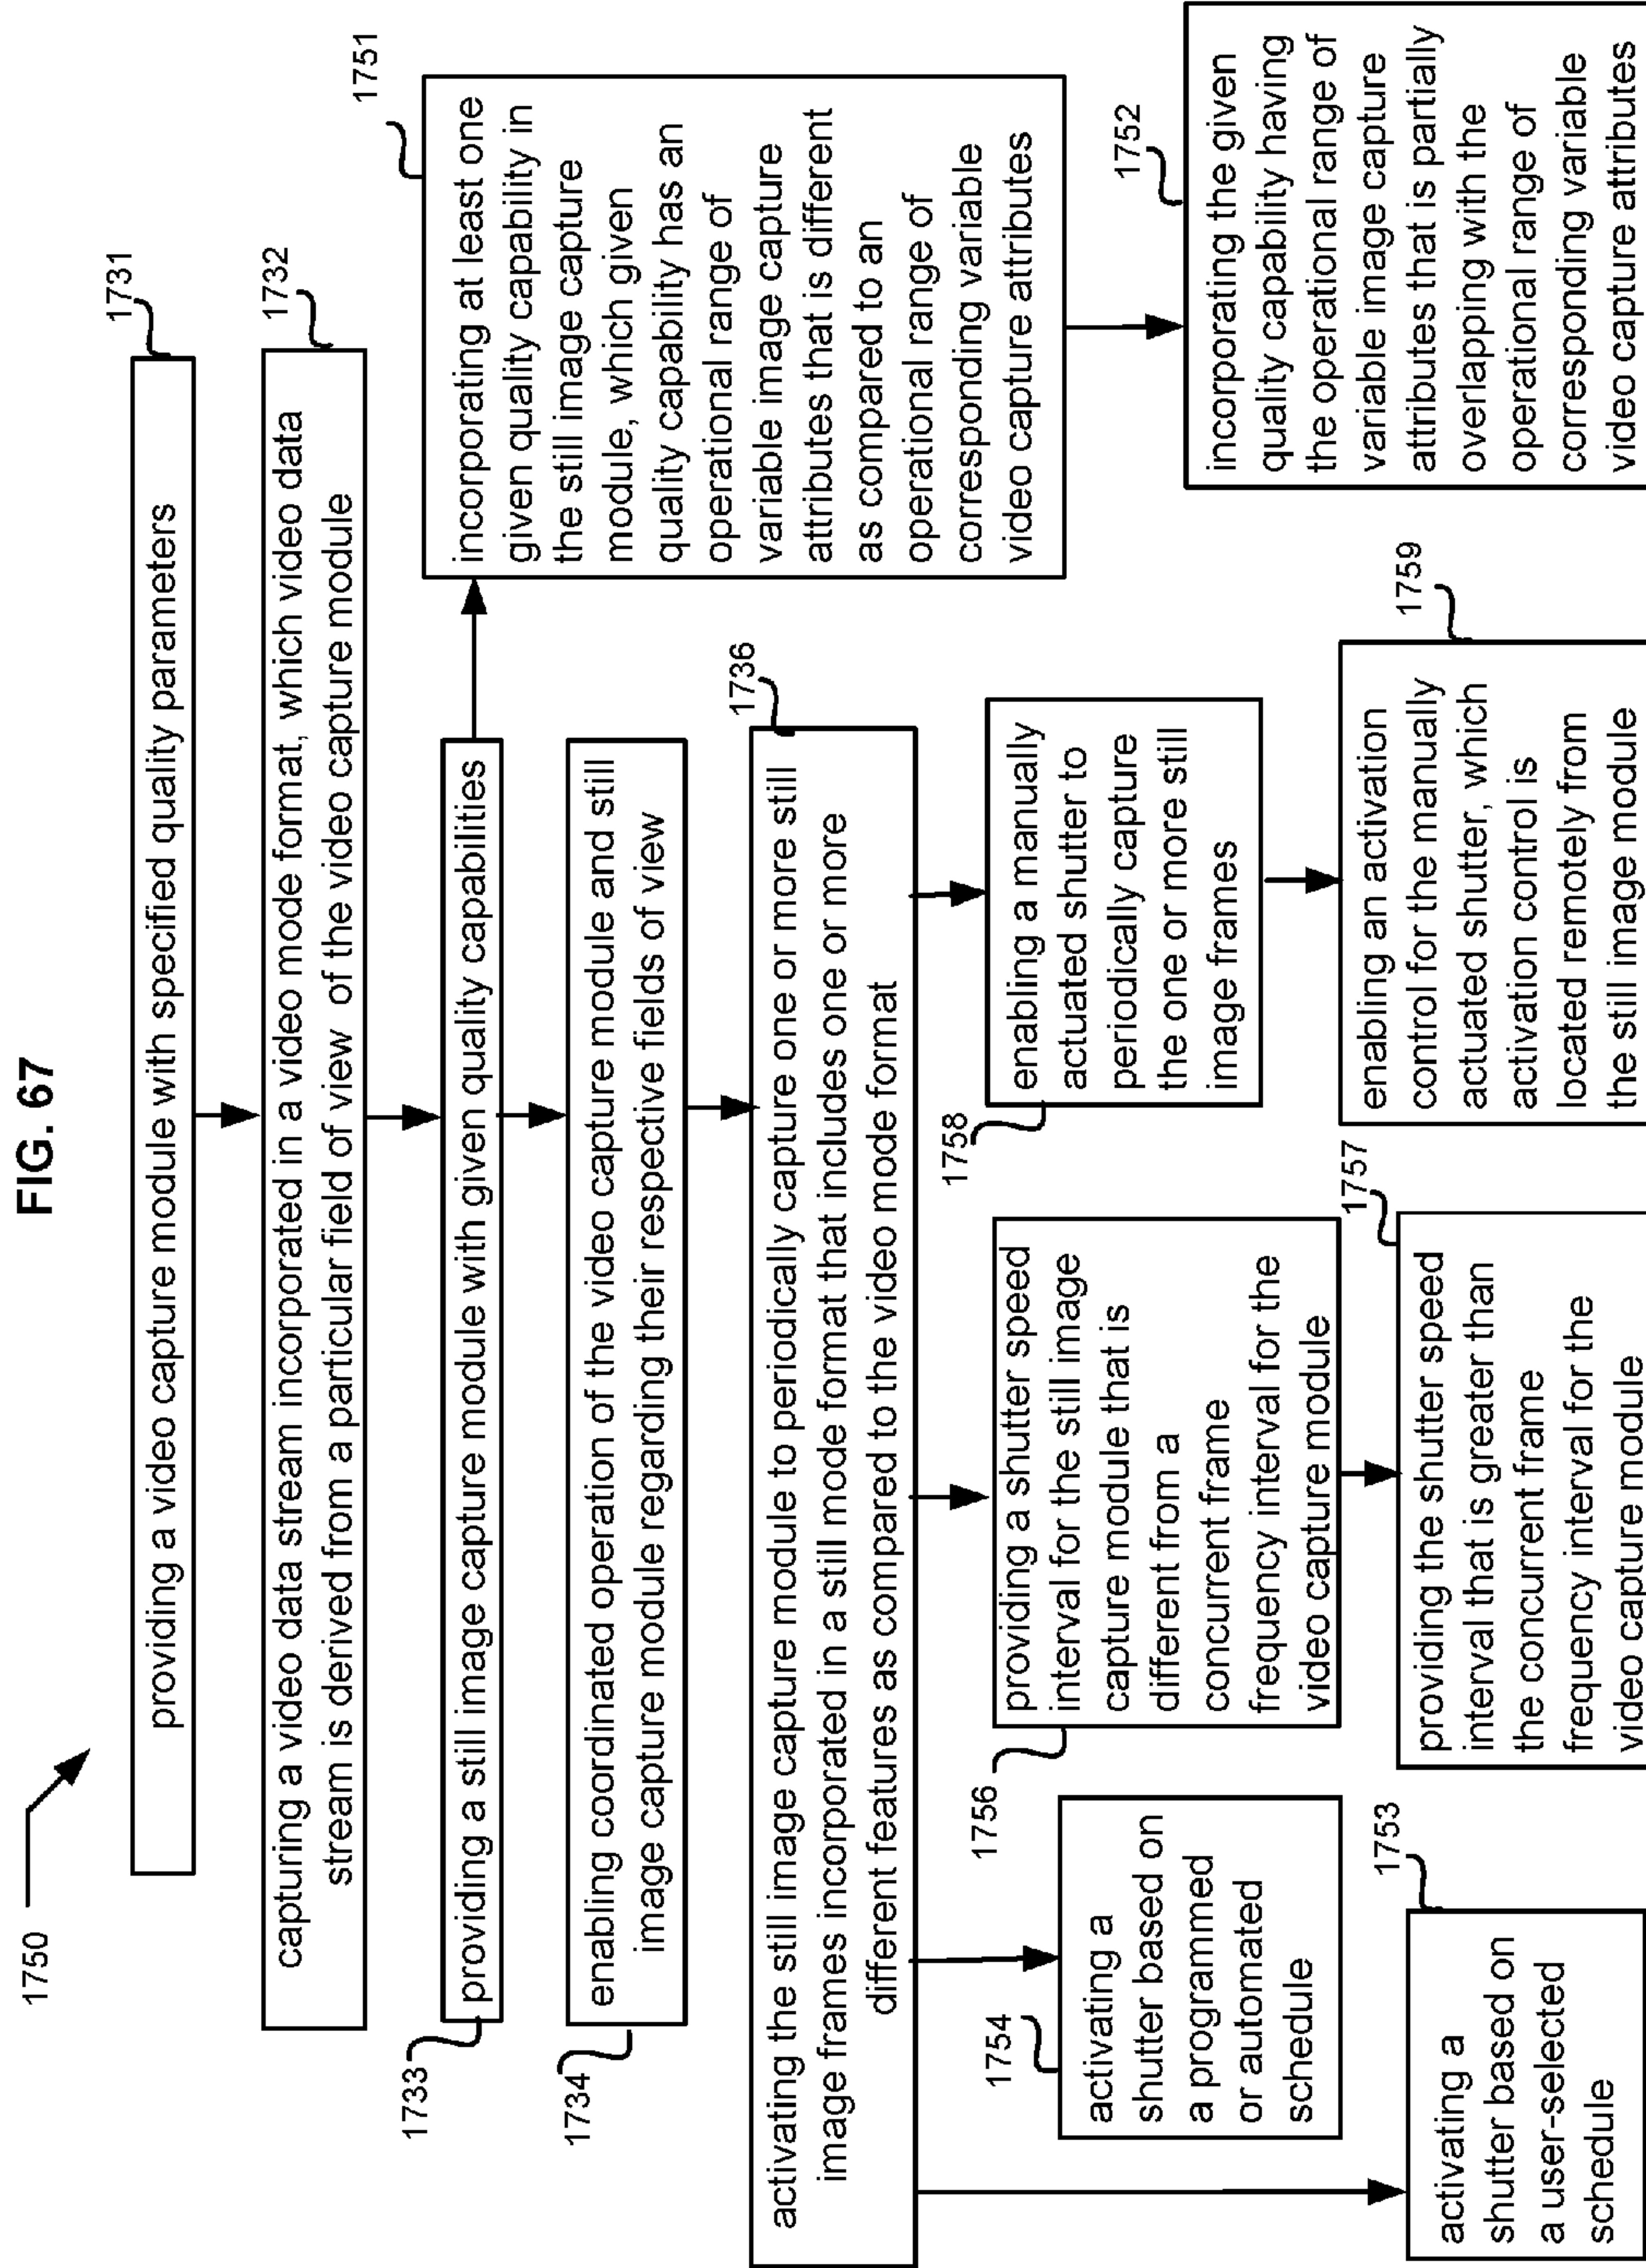 FIG. 67
1750
1731
providing a video capture module with specified quality parameters
1732
capturing a video data stream incorporated in a video mode format, which video data
stream is derived from a particular field of view of the video capture module
1733
providing a still image capture module with given quality capabilities
1751
incorporating at least one
given quality capability in
the still image capture
module, which given
quality capability has an
operational range of
variable image capture
attributes that is different
as compared to an
operational range of
corresponding variable
video capture attributes
1752
incorporating the given
quality capability having
the operational range of
variable image capture
attributes that is partially
overlapping with the
operational range of
corresponding variable
video capture attributes
1734
enabling coordinated operation of the video capture module and still
image capture module regarding their respective fields of view
1736
activating the still image capture module to periodically capture one or more still
image frames incorporated in a still mode format that includes one or more
different features as compared to the video mode format
1754
activating a
shutter based on
a programmed
or automated
schedule
1753
activating a
shutter based on
a user-selected
schedule
1756
providing a shutter speed
interval for the still image
capture module that is
different from a
concurrent frame
frequency interval for the
video capture module
1757
providing the shutter speed
interval that is greater than
the concurrent frame
frequency interval for the
video capture module
1758
enabling a manually
actuated shutter to
periodically capture
the one or more still
image frames
1759
enabling an activation
control for the manually
actuated shutter, which
activation control is
located remotely from
the still image module